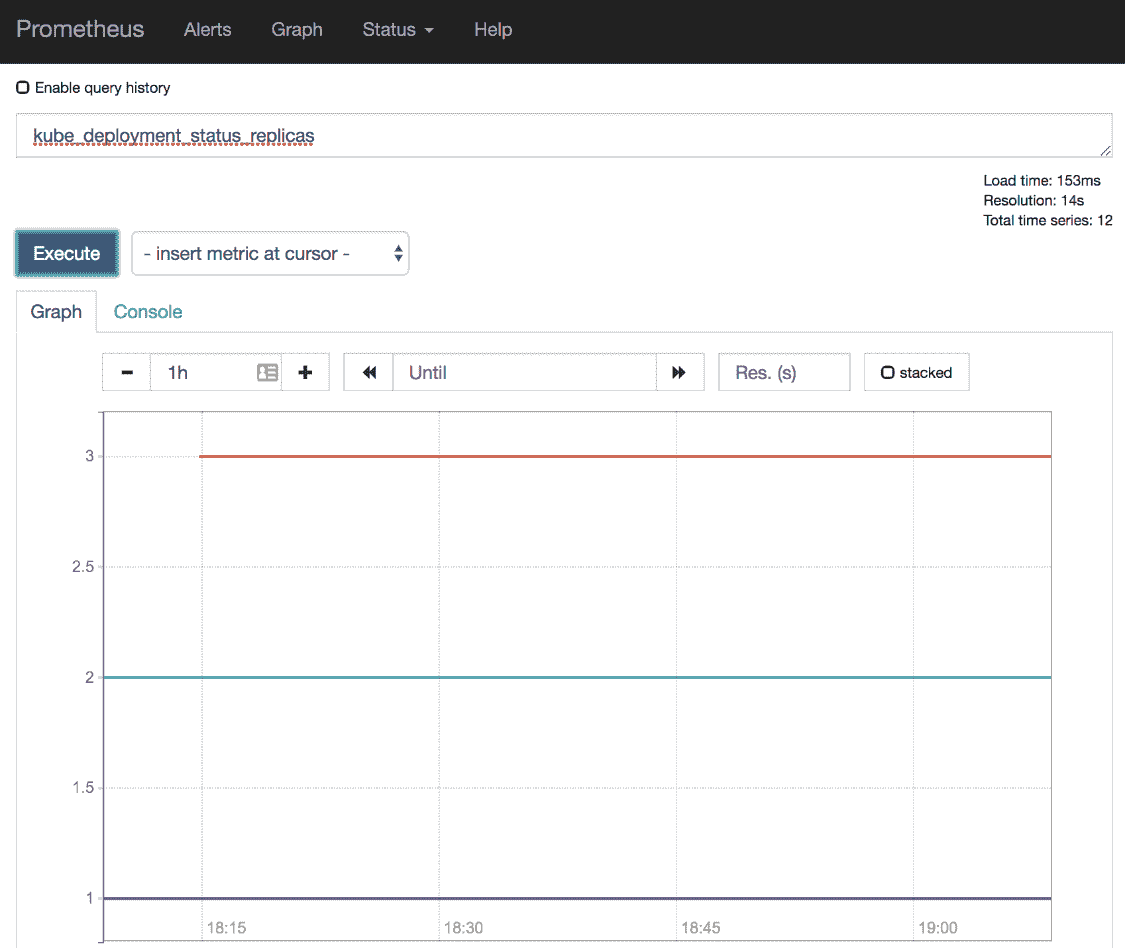 Prometheus Alerts Graph Status Help
Enable query history
kube_deployment_status_replicas
Load time: 153ms
Resolution: 14s
Total time series: 12
Execute - insert metric at cursor -
Graph Console
- 1h + Until Res. (s) stacked
3
2.5
2
1.5
1
18:15 18:30 18:45 19:00